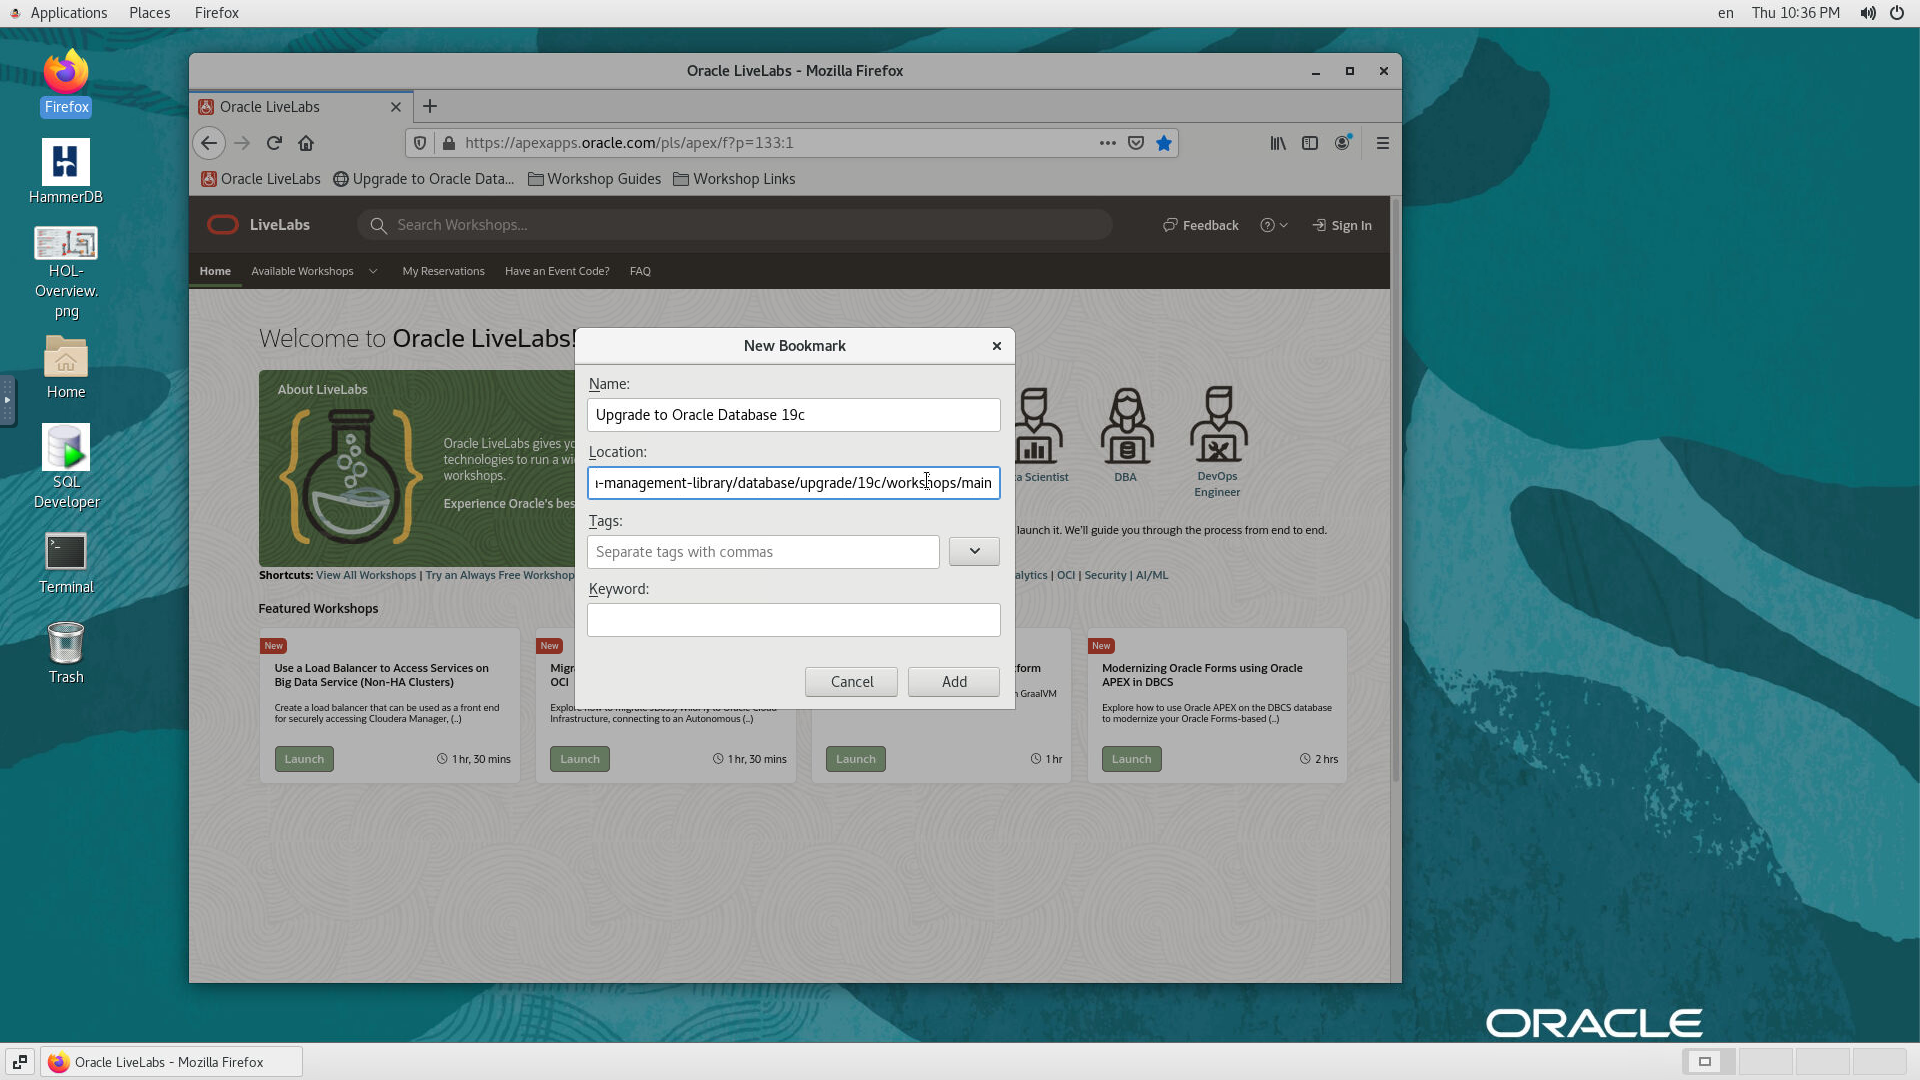 Applications Places Firefox en Thu 10:36 PM
Oracle LiveLabs - Mozilla Firefox
Oracle LiveLabs
https://apexapps.oracle.com/pls/apex/f?p=133:1
Oracle LiveLabs Upgrade to Oracle Data... Workshop Guides Workshop Links
LiveLabs Search Workshops... Feedback Sign In
Home Available Workshops My Reservations Have an Event Code? FAQ
Welcome to Oracle LiveLabs!
About LiveLabs
Oracle LiveLabs gives yo
technologies to run a wi
workshops.
Experience Oracle's bes
a Scientist DBA DevOps
Engineer
launch it. We'll guide you through the process from end to end.
Shortcuts: View All Workshops | Try an Always Free Workshop
alytics | OCI | Security | AI/ML
Featured Workshops
New
Use a Load Balancer to Access Services on
Big Data Service (Non-HA Clusters)
Create a load balancer that can be used as a front end
for securely accessing Cloudera Manager, (..)
Launch 1 hr, 30 mins
New
Migr
OCI
Infrastructure, connecting to an Autonomous (..)
Launch 1 hr, 30 mins
tform
n GraalVM
Launch 1 hr
New
Modernizing Oracle Forms using Oracle
APEX in DBCS
Explore how to use Oracle APEX on the DBCS database
to modernize your Oracle Forms-based (..)
Launch 2 hrs
New Bookmark
Name:
Upgrade to Oracle Database 19c
Location:
-management-library/database/upgrade/19c/workshops/main
Tags:
Separate tags with commas
Keyword:
Cancel Add
Firefox
HammerDB
HOL-
Overview.
png
Home
SQL
Developer
Terminal
Trash
ORACLE
Oracle LiveLabs - Mozilla Firefox